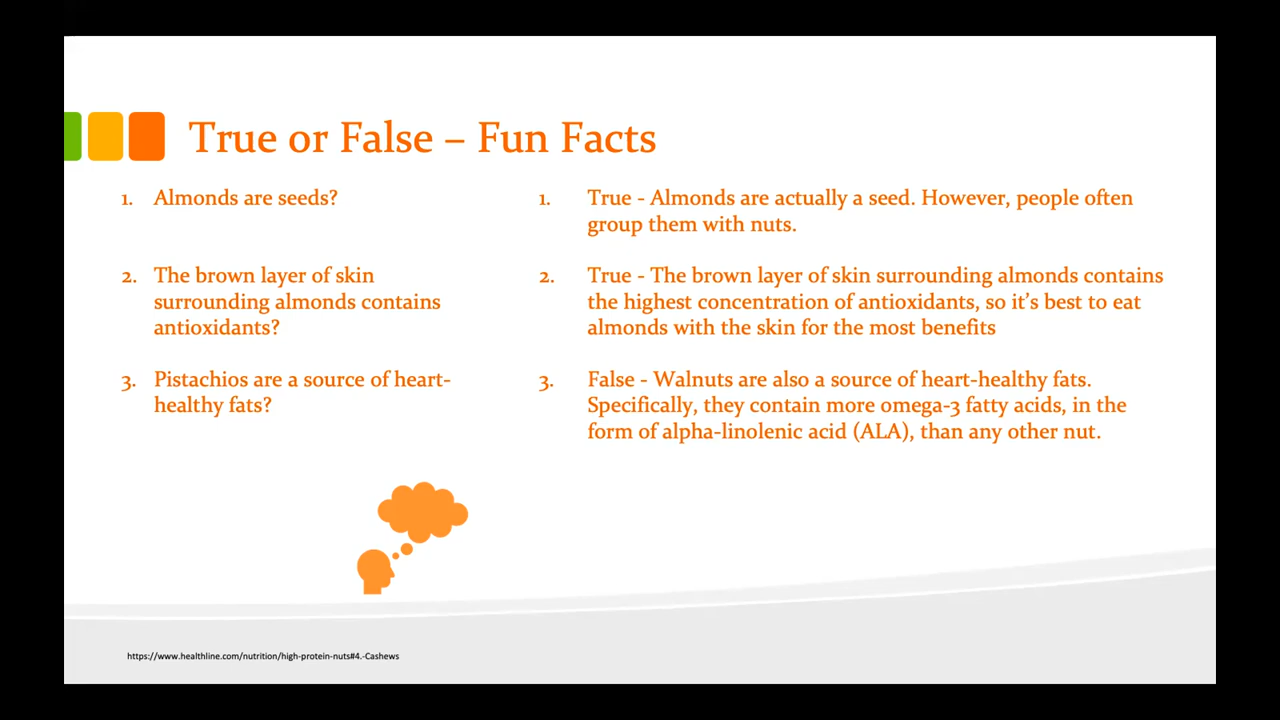 True or False – Fun Facts
1. Almonds are seeds?
2. The brown layer of skin
surrounding almonds contains
antioxidants?
3. Pistachios are a source of heart-
healthy fats?
1. True - Almonds are actually a seed. However, people often
group them with nuts.
2. True - The brown layer of skin surrounding almonds contains
the highest concentration of antioxidants, so it’s best to eat
almonds with the skin for the most benefits
3. False - Walnuts are also a source of heart-healthy fats.
Specifically, they contain more omega-3 fatty acids, in the
form of alpha-linolenic acid (ALA), than any other nut.
https://www.healthline.com/nutrition/high-protein-nuts#4.-Cashews